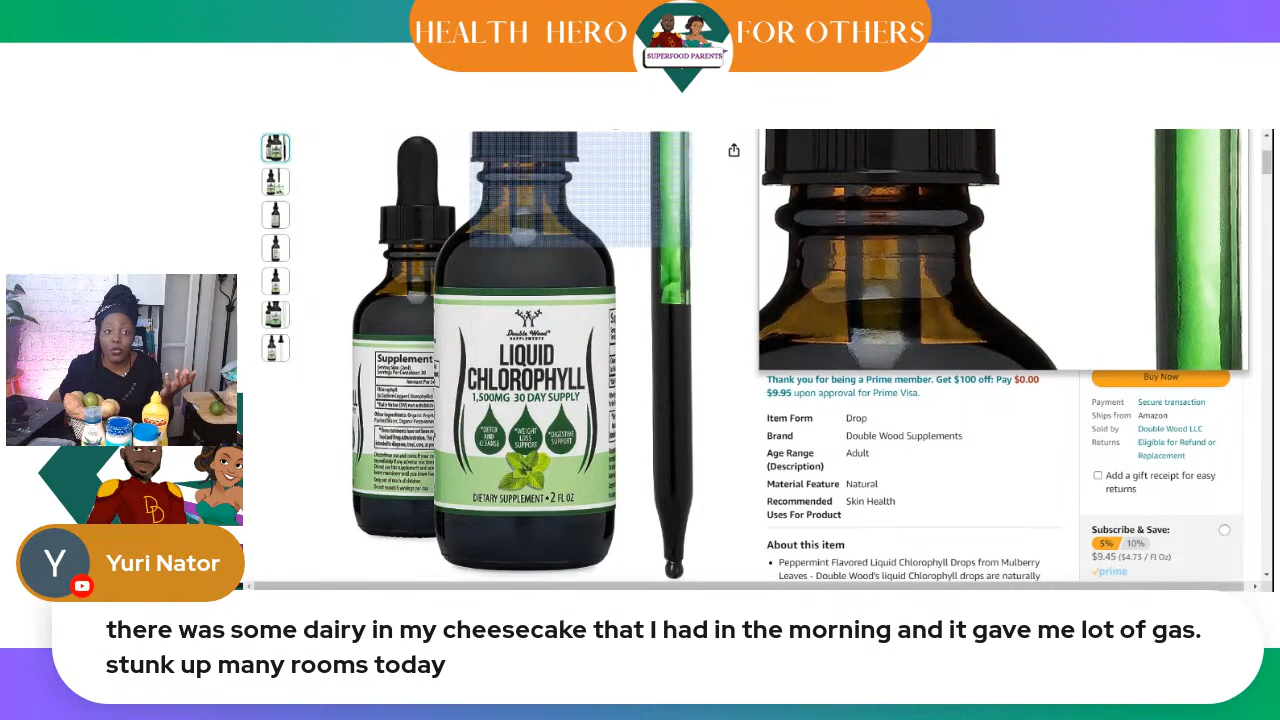 HEALTH HERO FOR OTHERS
SUPERFOOD PARENTS
Supplement
Double Wood
SUPPLEMENTS
LIQUID
CHLOROPHYLL
1,500MG 30 DAY SUPPLY
*DETOX AND CLEANSE
*WEIGHT LOSS SUPPORT
*DIGESTIVE SUPPORT
DIETARY SUPPLEMENT • 2 FL OZ
Thank you for being a Prime member. Get $100 off: Pay $0.00
$9.95 upon approval for Prime Visa.
Item Form Drop
Brand Double Wood Supplements
Age Range Adult
(Description)
Material Feature Natural
Recommended Skin Health
Uses For Product
About this item
• Peppermint Flavored Liquid Chlorophyll Drops from Mulberry
Leaves - Double Wood's liquid Chlorophyll drops are naturally
Buy Now
Payment Secure transaction
Ships from Amazon
Sold by Double Wood LLC
Returns Eligible for Refund or
Replacement
Add a gift receipt for easy
returns
Subscribe & Save:
5% 10%
$9.45 ($4.73 / Fl Oz)
prime
DD
Y
Yuri Nator
there was some dairy in my cheesecake that I had in the morning and it gave me lot of gas.
stunk up many rooms today